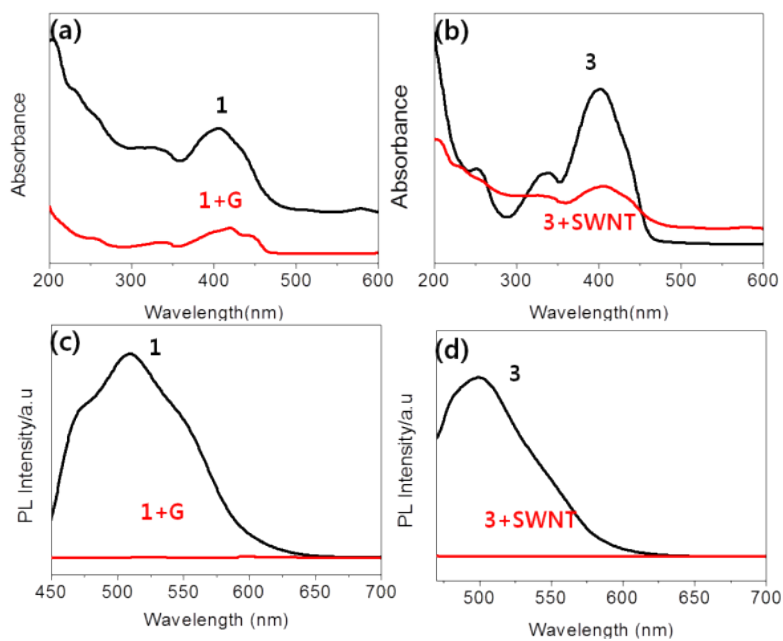 (a)
1
1+G
Absorbance
200 300 400 500 600
Wavelength(nm)
(b)
3
3+SWNT
Absorbance
200 300 400 500 600
Wavelength(nm)
(c)
1
1+G
PL Intensity/a.u
450 500 550 600 650 700
Wavelength (nm)
(d)
3
3+SWNT
PL Intensity/a.u
500 550 600 650 700
Wavelength (nm)